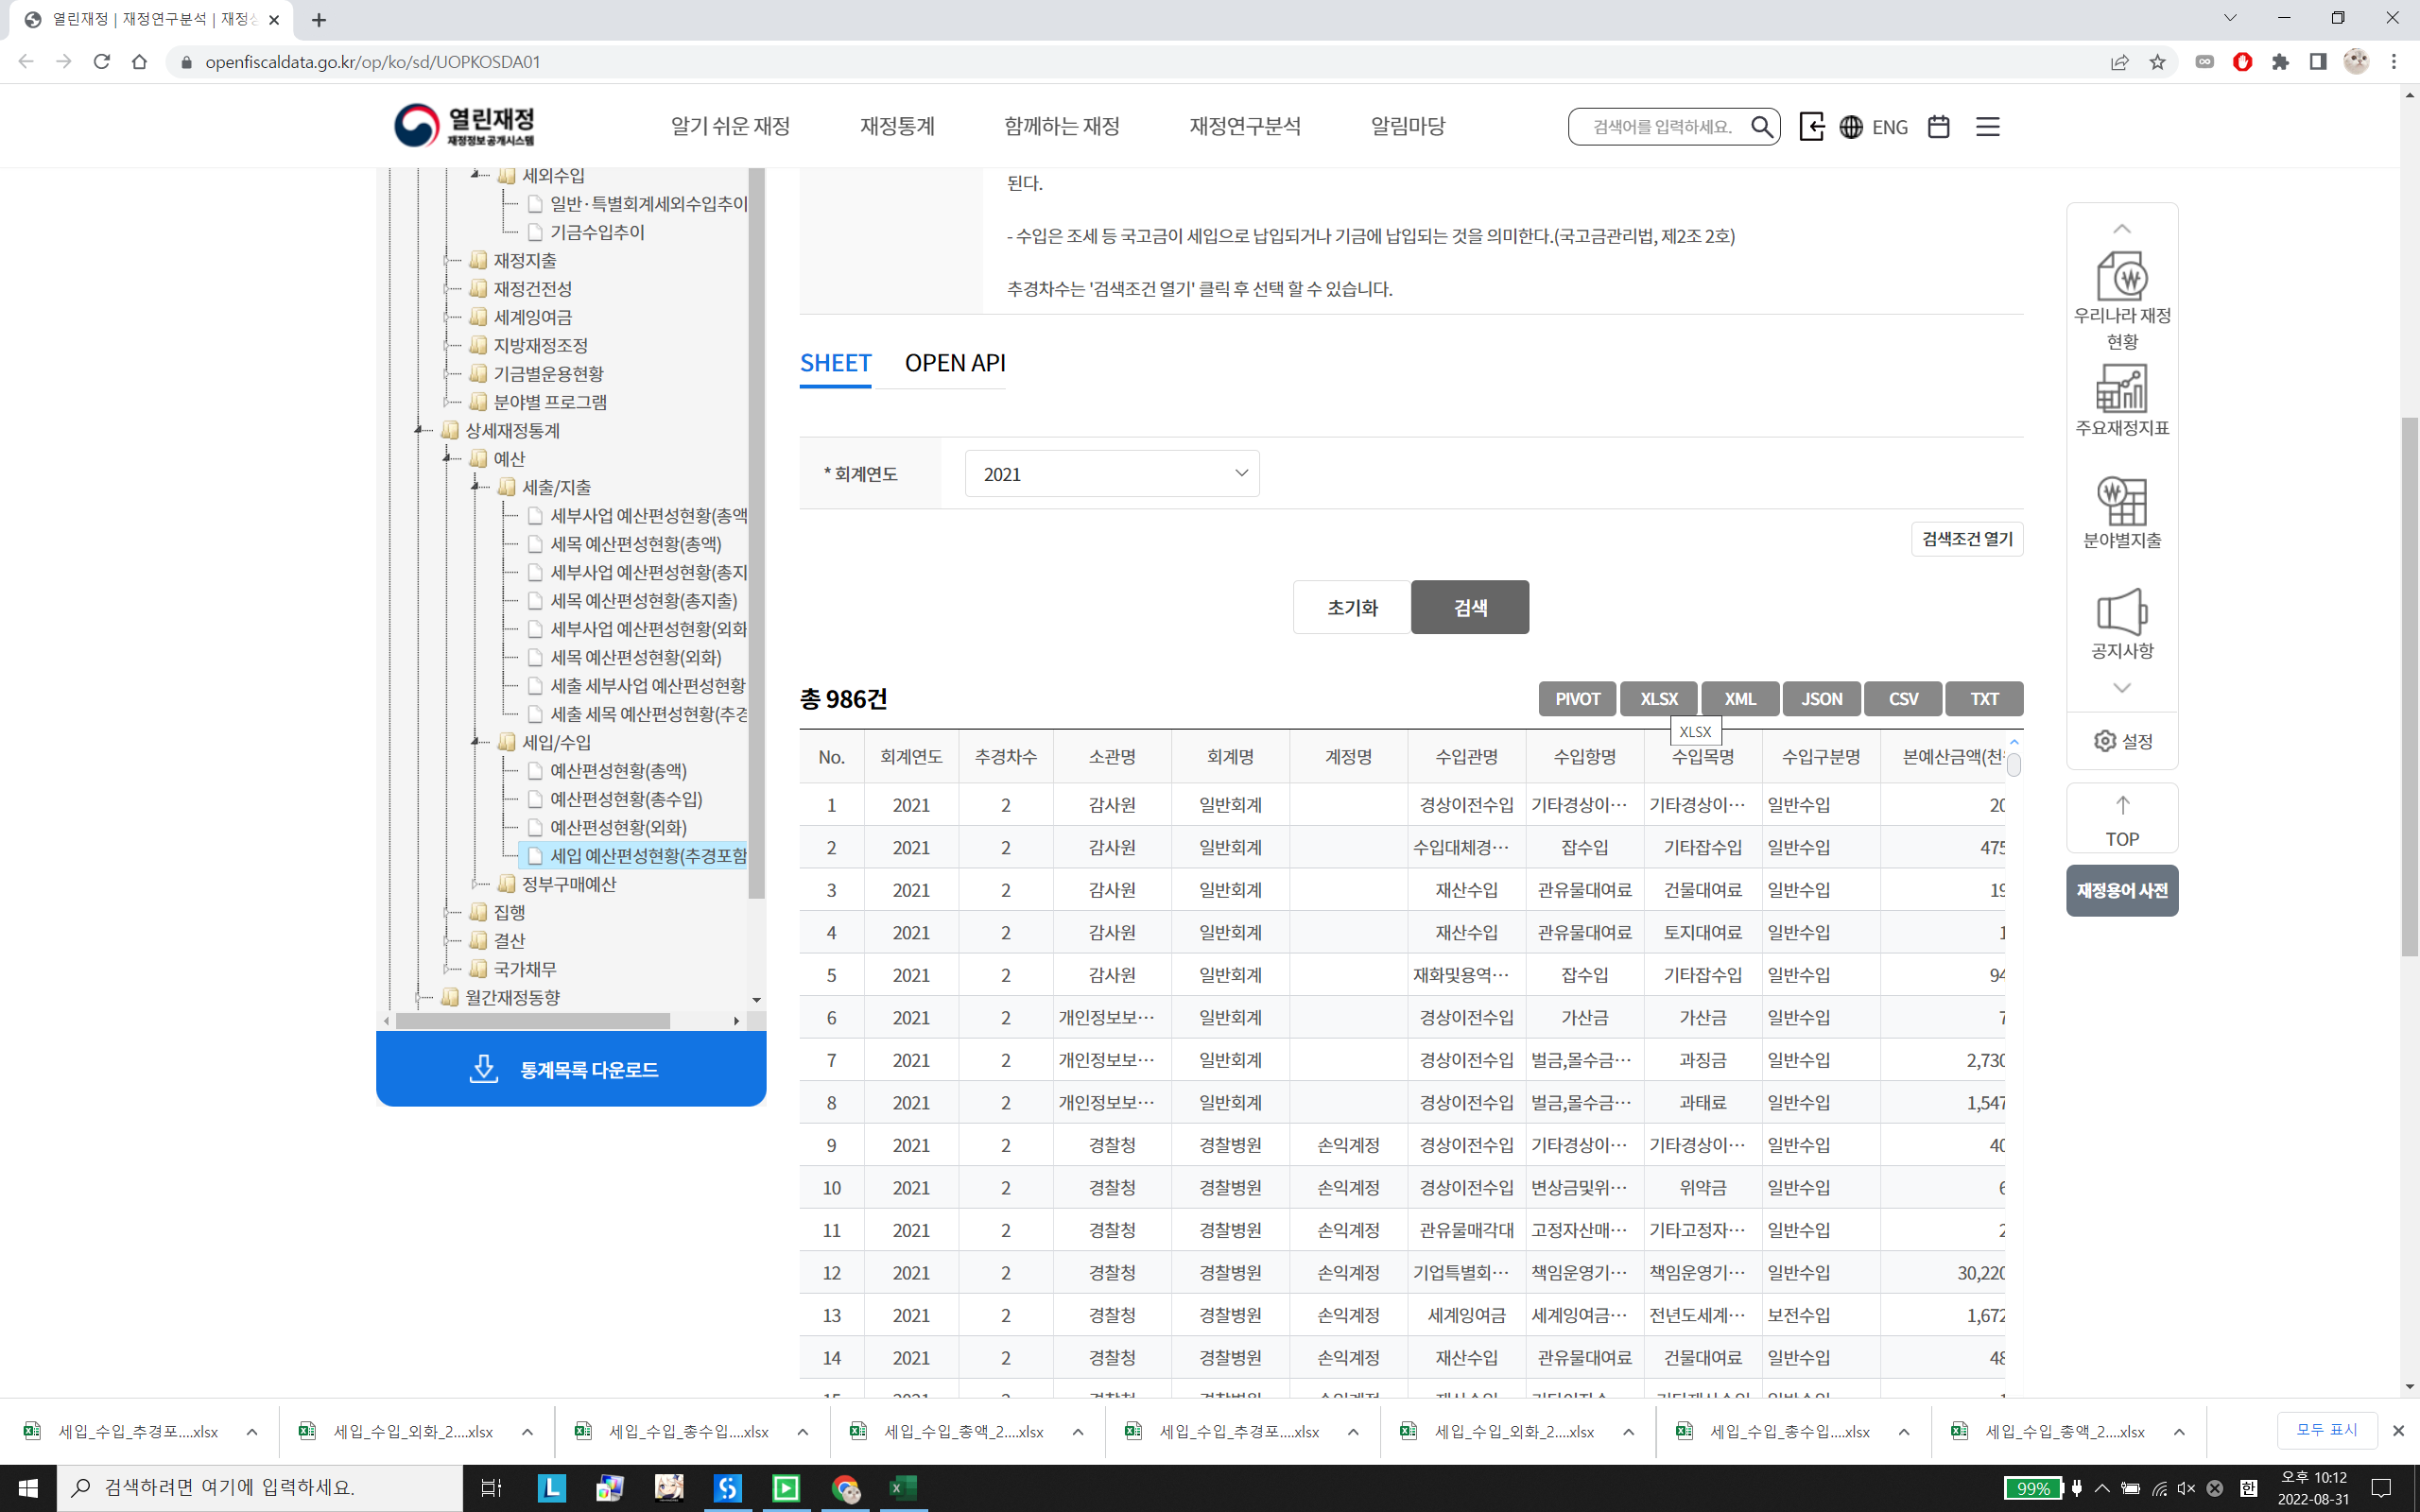 열린재정 | 재정연구분석 | 재정상
openfiscaldata.go.kr/op/ko/sd/UOPKOSDA01
열린재정
재정정보공개시스템
알기 쉬운 재정
재정통계
함께하는 재정
재정연구분석
알림마당
검색어를 입력하세요.
ENG
세외수입
일반·특별회계세외수입추이
기금수입추이
재정지출
재정건전성
세계잉여금
지방재정조정
기금별운용현황
분야별 프로그램
상세재정통계
예산
세출/지출
세부사업 예산편성현황(총액
세목 예산편성현황(총액)
세부사업 예산편성현황(총지
세목 예산편성현황(총지출)
세부사업 예산편성현황(외화
세목 예산편성현황(외화)
세출 세부사업 예산편성현황
세출 세목 예산편성현황(추경
세입/수입
예산편성현황(총액)
예산편성현황(총수입)
예산편성현황(외화)
세입 예산편성현황(추경포함
정부구매예산
집행
결산
국가채무
월간재정동향
통계목록 다운로드
된다.
- 수입은 조세 등 국고금이 세입으로 납입되거나 기금에 납입되는 것을 의미한다.(국고금관리법, 제2조 2호)
추경차수는 '검색조건 열기' 클릭 후 선택 할 수 있습니다.
SHEET OPEN API
* 회계연도 2021
검색조건 열기
초기화 검색
총 986건 PIVOT XLSX XML JSON CSV TXT
XLSX
No. 회계연도 추경차수 소관명 회계명 계정명 수입관명 수입항명 수입목명 수입구분명 본예산금액(천
1 2021 2 감사원 일반회계 경상이전수입 기타경상이… 기타경상이… 일반수입 20
2 2021 2 감사원 일반회계 수입대체경… 잡수입 기타잡수입 일반수입 475
3 2021 2 감사원 일반회계 재산수입 관유물대여료 건물대여료 일반수입 19
4 2021 2 감사원 일반회계 재산수입 관유물대여료 토지대여료 일반수입 1
5 2021 2 감사원 일반회계 재화및용역… 잡수입 기타잡수입 일반수입 94
6 2021 2 개인정보보… 일반회계 경상이전수입 가산금 가산금 일반수입 7
7 2021 2 개인정보보… 일반회계 경상이전수입 벌금,몰수금… 과징금 일반수입 2,730
8 2021 2 개인정보보… 일반회계 경상이전수입 벌금,몰수금… 과태료 일반수입 1,547
9 2021 2 경찰청 경찰병원 손익계정 경상이전수입 기타경상이… 기타경상이… 일반수입 40
10 2021 2 경찰청 경찰병원 손익계정 경상이전수입 변상금및위… 위약금 일반수입 6
11 2021 2 경찰청 경찰병원 손익계정 관유물매각대 고정자산매… 기타고정자… 일반수입 2
12 2021 2 경찰청 경찰병원 손익계정 기업특별회… 책임운영기… 책임운영기… 일반수입 30,220
13 2021 2 경찰청 경찰병원 손익계정 세계잉여금 세계잉여금… 전년도세계… 보전수입 1,672
14 2021 2 경찰청 경찰병원 손익계정 재산수입 관유물대여료 건물대여료 일반수입 48
우리나라 재정
현황
주요재정지표
분야별지출
공지사항
설정
TOP
재정용어 사전
세입_수입_추경포....xlsx 세입_수입_외화_2....xlsx 세입_수입_총수입....xlsx 세입_수입_총액_2....xlsx 세입_수입_추경포....xlsx 세입_수입_외화_2....xlsx 세입_수입_총수입....xlsx 세입_수입_총액_2....xlsx 모두 표시
검색하려면 여기에 입력하세요.
99%
한
오후 10:12
2022-08-31